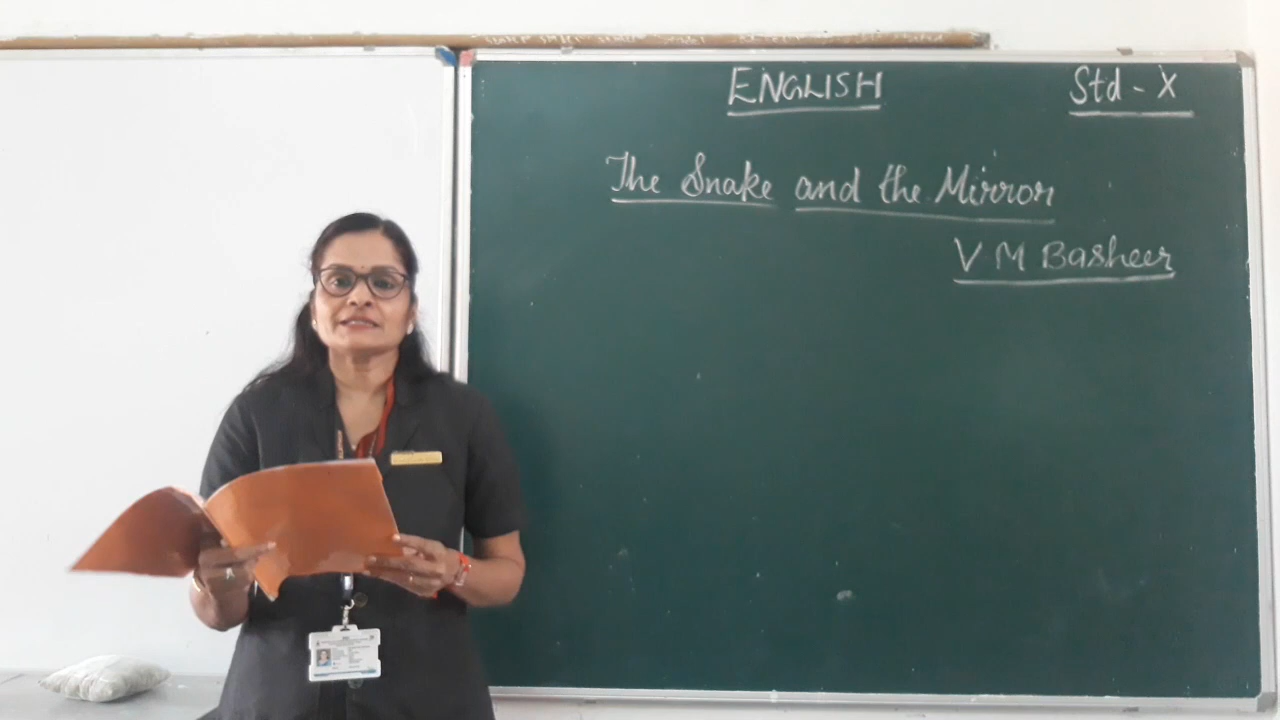 ENGLISH
Std - X
The Snake and the Mirror
V M Basheer